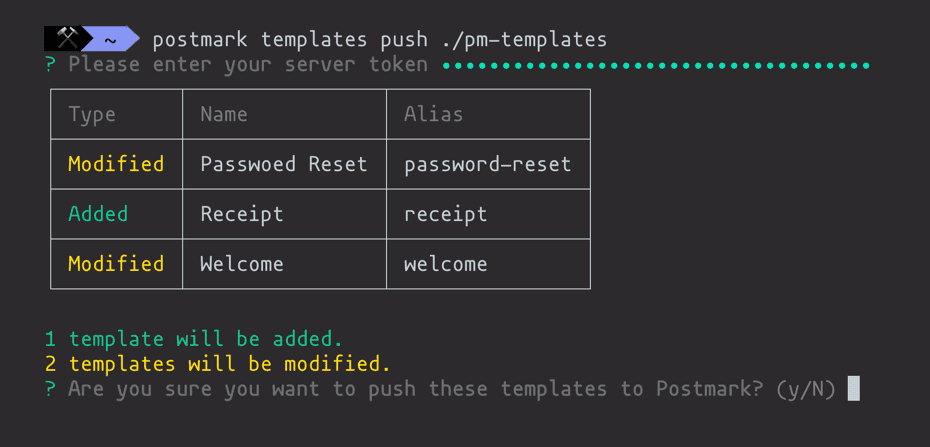 ~ postmark templates push ./pm-templates
? Please enter your server token ••••••••••••••••••••••••••••••••••••
Type Name Alias
Modified Passwoed Reset password-reset
Added Receipt receipt
Modified Welcome welcome
1 template will be added.
2 templates will be modified.
? Are you sure you want to push these templates to Postmark? (y/N)